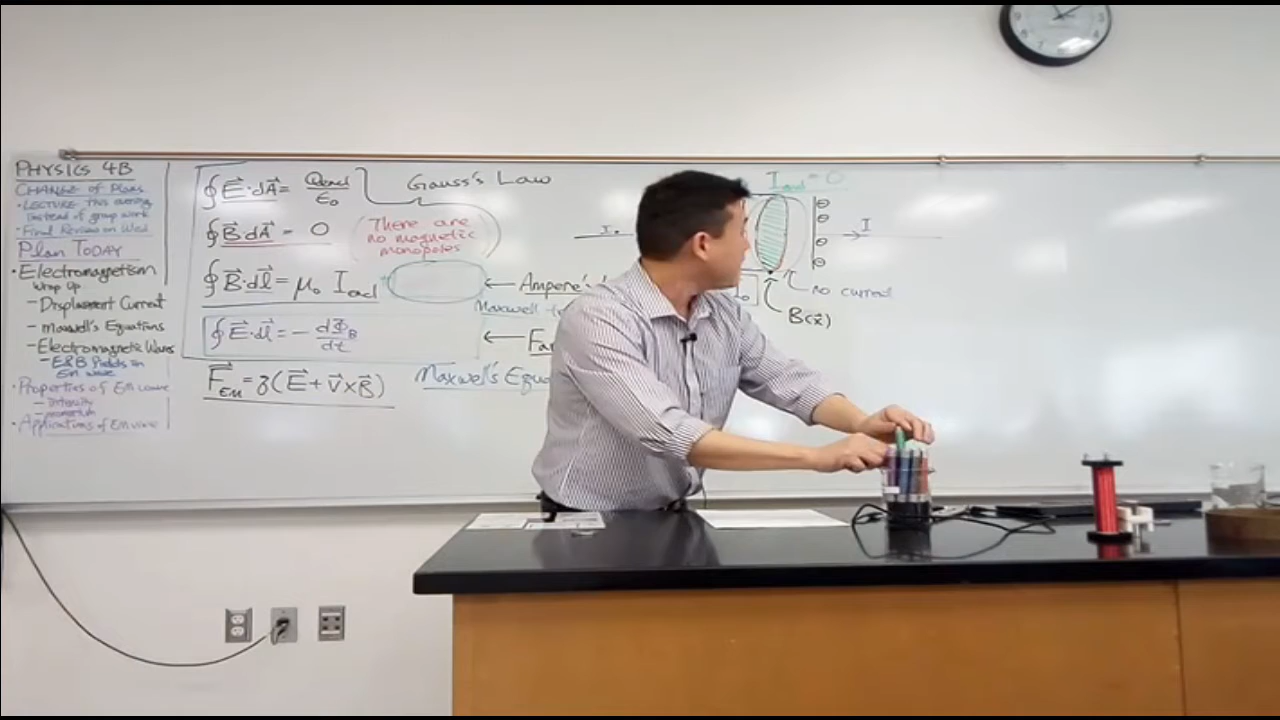 PHYSICS 4B
CHANGE of Plans
• LECTURE this evening
instead of group work
• Final Review on Wed
Plan TODAY
• Electromagnetism
Wrap up
- Displacement Current
- Maxwell's Equations
- Electromagnetic Waves
- E&B fields in
Em wave
• Properties of Em wave
- intensity
- momentum
• Applications of Em wave
∮ E⃗·dA⃗ = Qencl/ε₀
Gauss's Law
∮ B⃗·dA⃗ = 0
(There are
no magnetic
monopoles)
∮ B⃗·dl⃗ = μ₀ Iencl
← Ampere's
Maxwell
∮ E⃗·dl⃗ = - dΦB/dt
← Fa
F⃗EM = q(E⃗ + v⃗ × B⃗)
Maxwell's Equa
Iencl = 0
I
no current
B(x⃗)